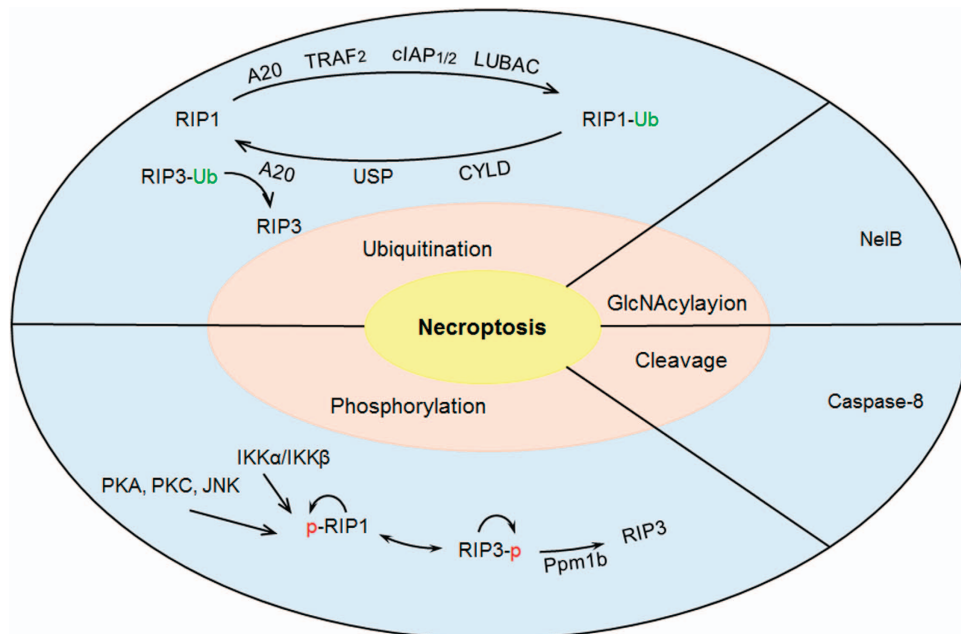 A20 TRAF2 cIAP1/2 LUBAC
RIP1
RIP1-Ub
RIP3-Ub
A20 USP CYLD
RIP3
Ubiquitination
NelB
GlcNAcylayion
Necroptosis
Cleavage
Caspase-8
Phosphorylation
IKKα/IKKβ
PKA, PKC, JNK
p-RIP1
RIP3-p
Ppm1b
RIP3